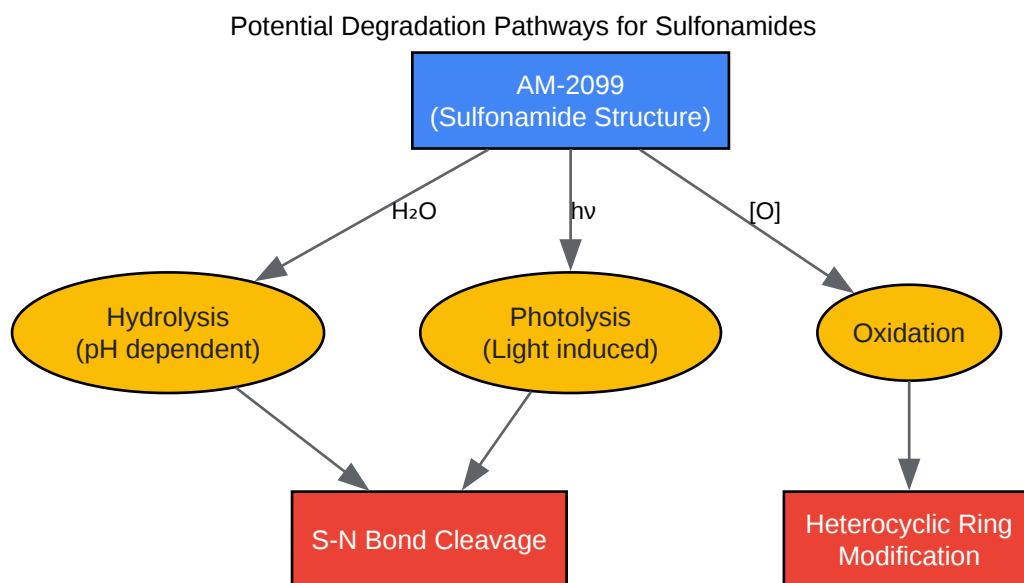 Potential Degradation Pathways for Sulfonamides
AM-2099
(Sulfonamide Structure)
H₂O
hν
[O]
Hydrolysis
(pH dependent)
Photolysis
(Light induced)
Oxidation
S-N Bond Cleavage
Heterocyclic Ring
Modification